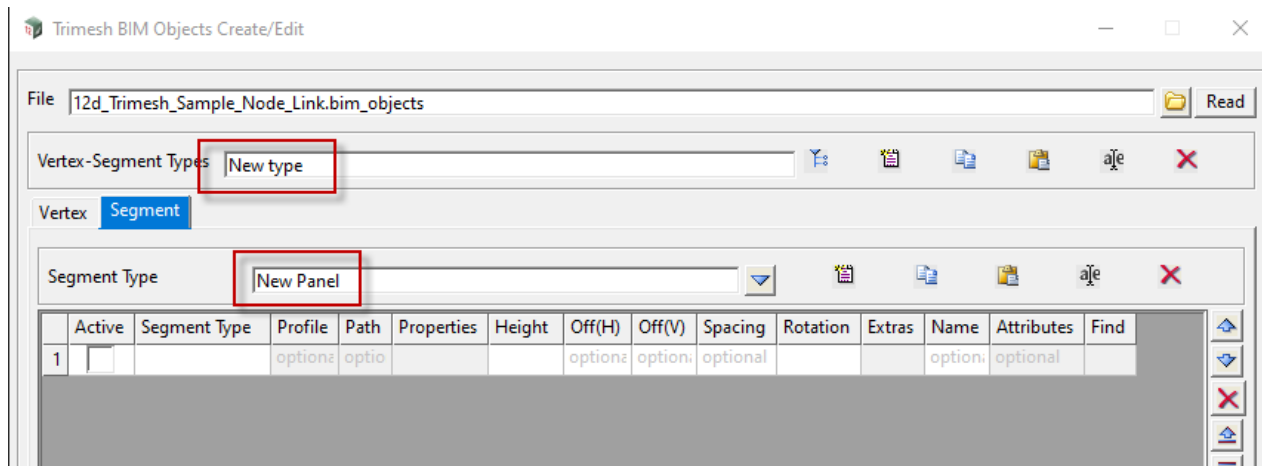 Trimesh BIM Objects Create/Edit
File 12d_Trimesh_Sample_Node_Link.bim_objects Read
Vertex-Segment Types New type
Vertex Segment
Segment Type New Panel
Active Segment Type Profile Path Properties Height Off(H) Off(V) Spacing Rotation Extras Name Attributes Find
1 optiona optio optiona option. optional option. optional